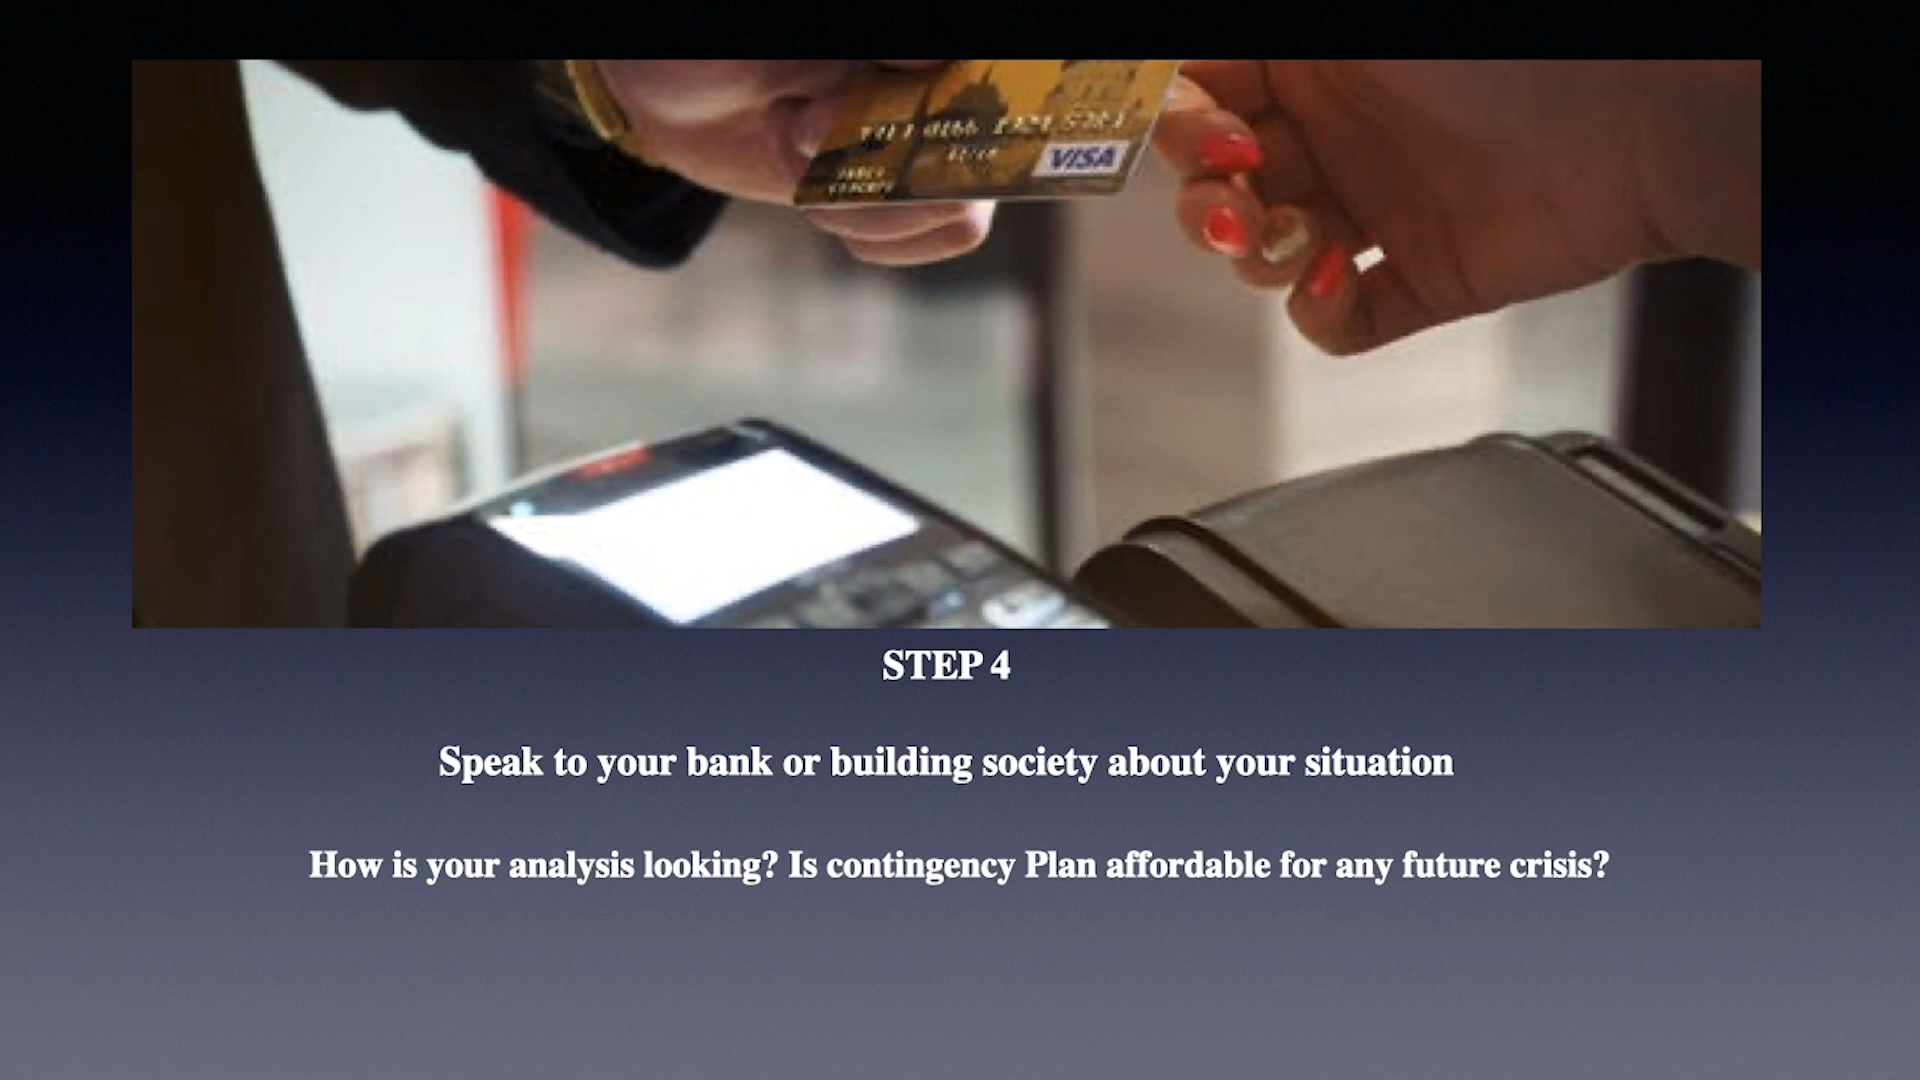 VISA
STEP 4
Speak to your bank or building society about your situation
How is your analysis looking? Is contingency Plan affordable for any future crisis?